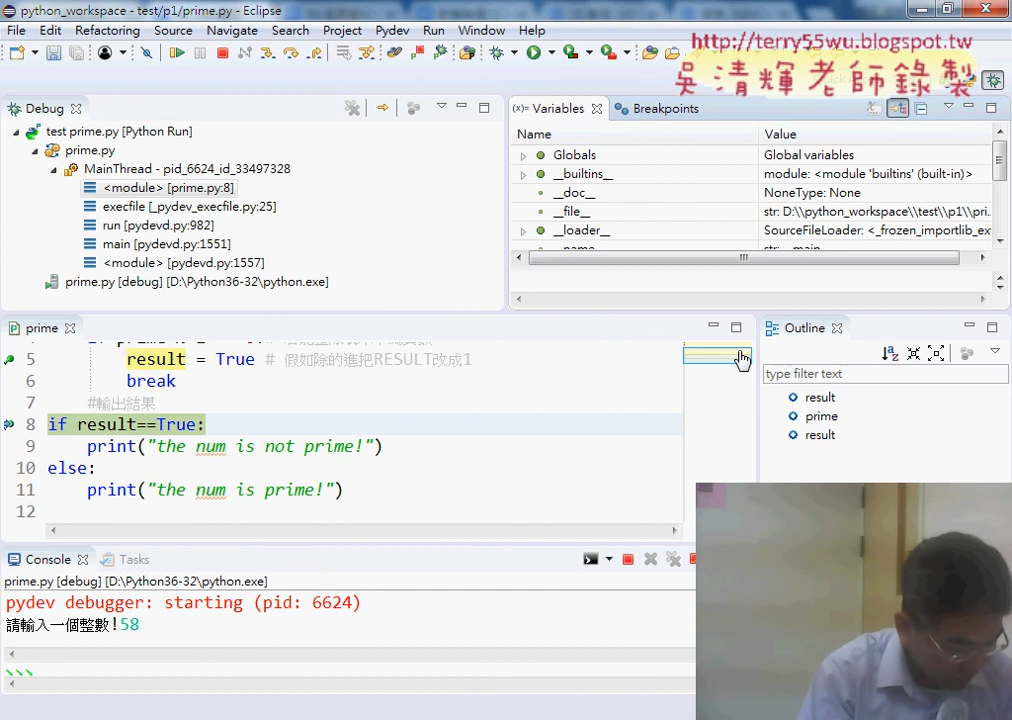 python_workspace - test/p1/prime.py - Eclipse
File Edit Refactoring Source Navigate Search Project Pydev Run Window Help
http://terry55wu.blogspot.tw
吳清輝老師錄製
Debug
test prime.py [Python Run]
prime.py
MainThread - pid_6624_id_33497328
<module> [prime.py:8]
execfile [_pydev_execfile.py:25]
run [pydevd.py:982]
main [pydevd.py:1551]
<module> [pydevd.py:1557]
prime.py [debug] [D:\Python36-32\python.exe]
(x)= Variables Breakpoints
Name Value
Globals Global variables
__builtins__ module: <module 'builtins' (built-in)>
__doc__ NoneType: None
__file__ str: D:\\python_workspace\\test\\p1\\pri...
__loader__ SourceFileLoader: <_frozen_importlib_ex
prime
5 result = True # 假如除的進把RESULT改成1
6 break
7 #輸出結果
8 if result==True:
9 print("the num is not prime!")
10 else:
11 print("the num is prime!")
12
Outline
type filter text
result
prime
result
Console Tasks
prime.py [debug] [D:\Python36-32\python.exe]
pydev debugger: starting (pid: 6624)
請輸入一個整數!58